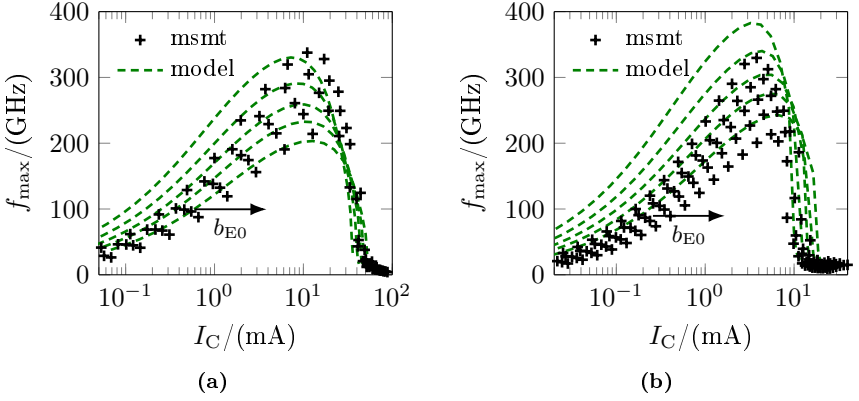 400
300
200
100
0
f_max/(GHz)
msmt
model
b_E0
10^−1
10^0
10^1
10^2
I_C/(mA)
(a)
400
300
200
100
0
f_max/(GHz)
msmt
model
b_E0
10^−1
10^0
10^1
I_C/(mA)
(b)